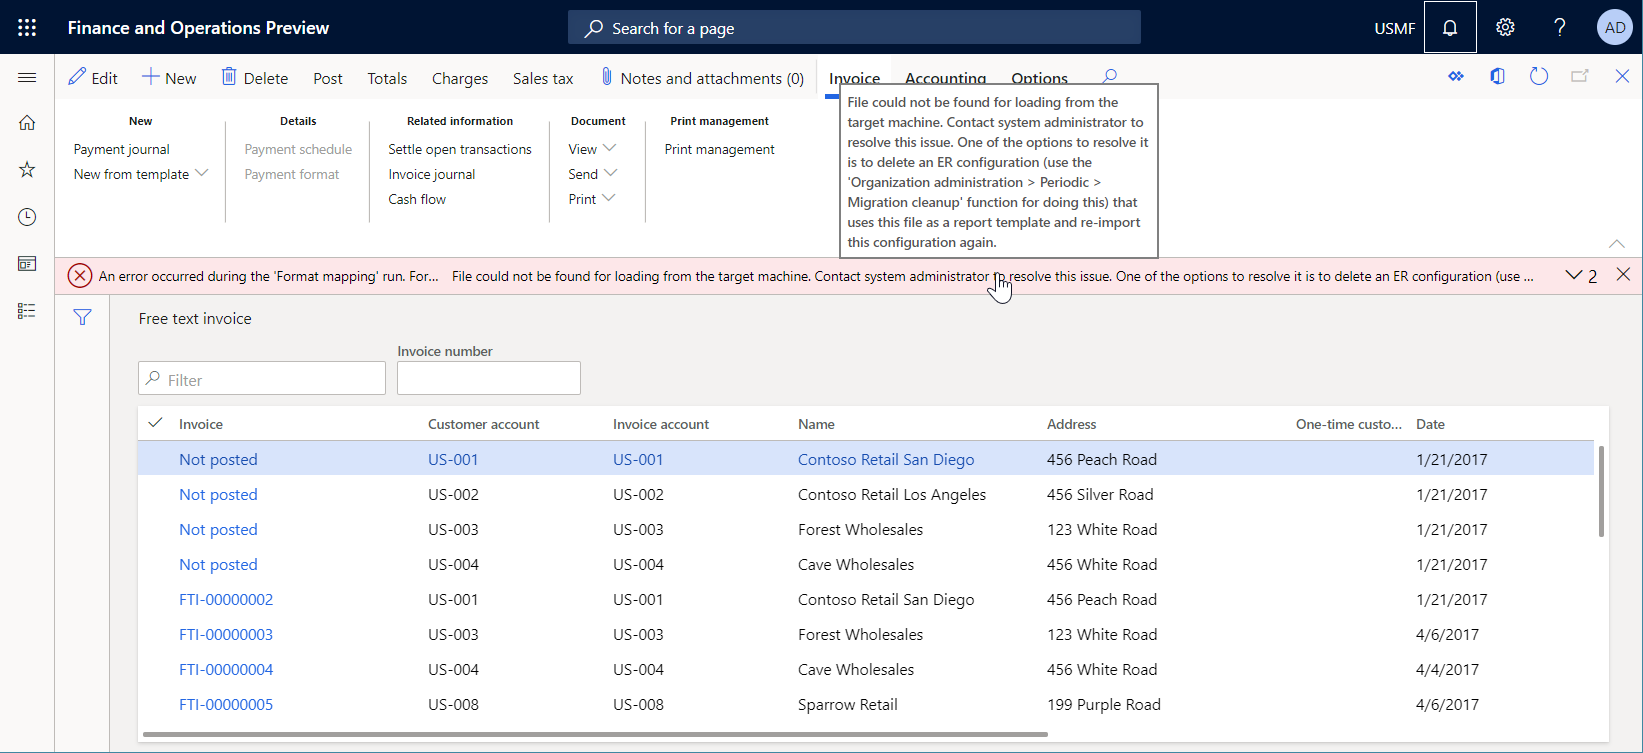 Finance and Operations Preview
Search for a page
USMF
AD
Edit New Delete Post Totals Charges Sales tax Notes and attachments (0) Invoice Accounting Options
New
Payment journal
New from template
Details
Payment schedule
Payment format
Related information
Settle open transactions
Invoice journal
Cash flow
Document
View
Send
Print
Print management
Print management
File could not be found for loading from the
target machine. Contact system administrator to
resolve this issue. One of the options to resolve it
is to delete an ER configuration (use the
'Organization administration > Periodic >
Migration cleanup' function for doing this) that
uses this file as a report template and re-import
this configuration again.
An error occurred during the 'Format mapping' run. For... File could not be found for loading from the target machine. Contact system administrator to resolve this issue. One of the options to resolve it is to delete an ER configuration (use ... 2
Free text invoice
Invoice number
Filter
Invoice Customer account Invoice account Name Address One-time custo... Date
Not posted US-001 US-001 Contoso Retail San Diego 456 Peach Road 1/21/2017
Not posted US-002 US-002 Contoso Retail Los Angeles 456 Silver Road 1/21/2017
Not posted US-003 US-003 Forest Wholesales 123 White Road 1/21/2017
Not posted US-004 US-004 Cave Wholesales 456 White Road 1/21/2017
FTI-00000002 US-001 US-001 Contoso Retail San Diego 456 Peach Road 1/21/2017
FTI-00000003 US-003 US-003 Forest Wholesales 123 White Road 4/6/2017
FTI-00000004 US-004 US-004 Cave Wholesales 456 White Road 4/4/2017
FTI-00000005 US-008 US-008 Sparrow Retail 199 Purple Road 4/6/2017